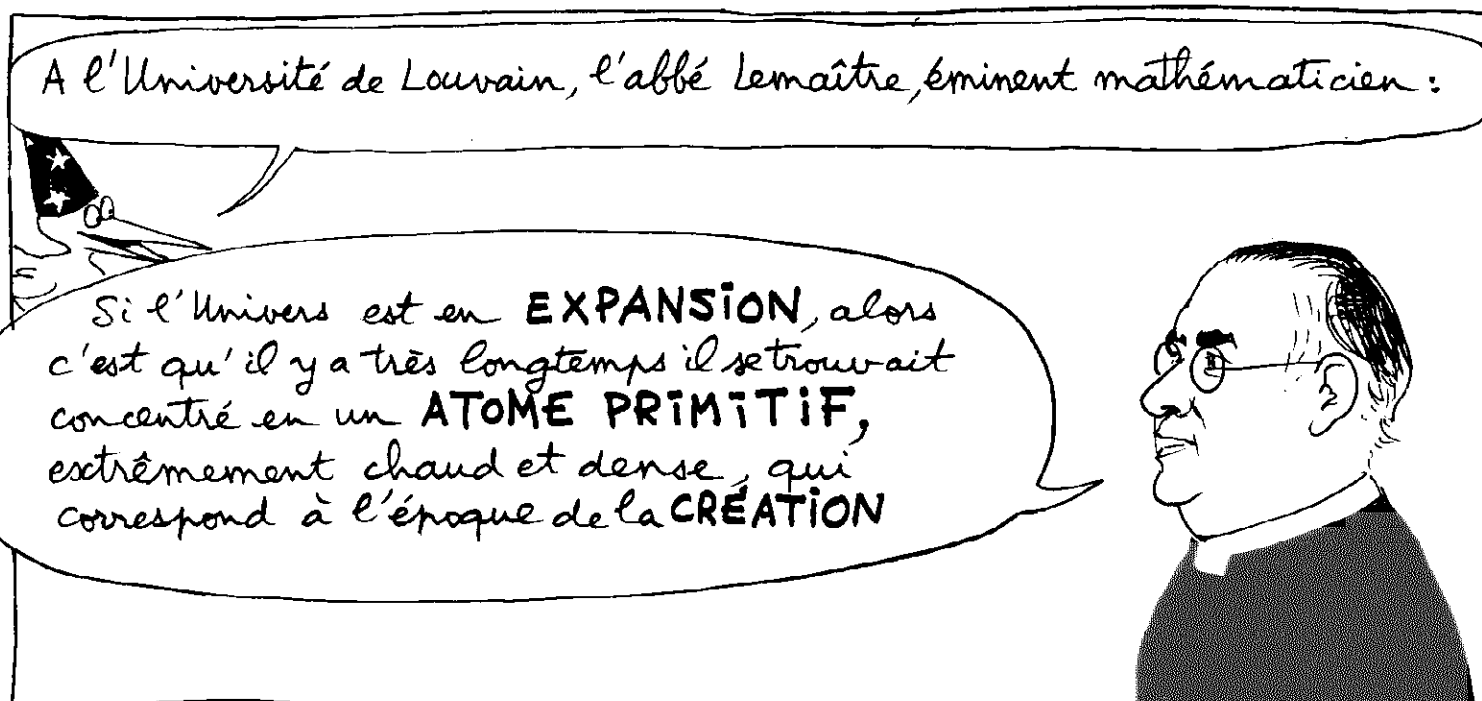 A l'Université de Louvain, l'abbé Lemaître, éminent mathématicien :
Si l'Univers est en EXPANSION, alors
c'est qu'il y a très longtemps il se trouvait
concentré en un ATOME PRIMITIF,
extrêmement chaud et dense, qui
correspond à l'époque de la CRÉATION